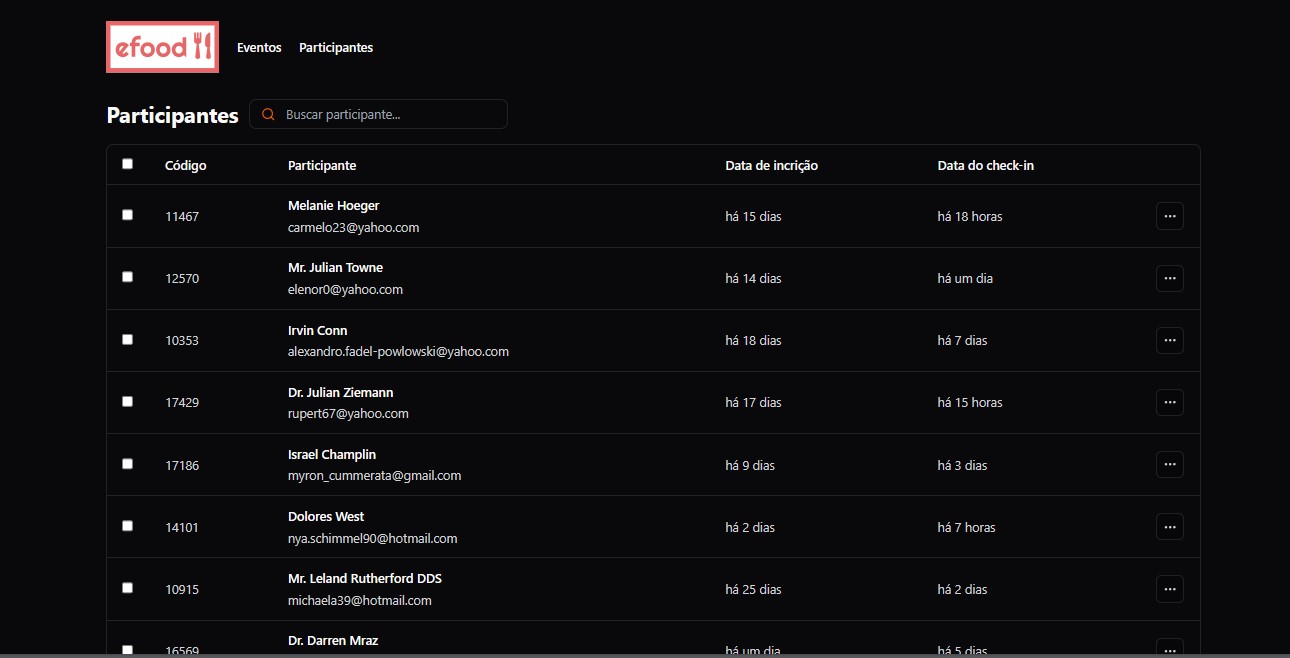 efood
Eventos
Participantes
Participantes
Buscar participante...
Código
Participante
Data de incrição
Data do check-in
11467
Melanie Hoeger
carmelo23@yahoo.com
há 15 dias
há 18 horas
12570
Mr. Julian Towne
elenor0@yahoo.com
há 14 dias
há um dia
10353
Irvin Conn
alexandro.fadel-powlowski@yahoo.com
há 18 dias
há 7 dias
17429
Dr. Julian Ziemann
rupert67@yahoo.com
há 17 dias
há 15 horas
17186
Israel Champlin
myron_cummerata@gmail.com
há 9 dias
há 3 dias
14101
Dolores West
nya.schimmel90@hotmail.com
há 2 dias
há 7 horas
10915
Mr. Leland Rutherford DDS
michaela39@hotmail.com
há 25 dias
há 2 dias
16569
Dr. Darren Mraz
há um dia
há 5 dias